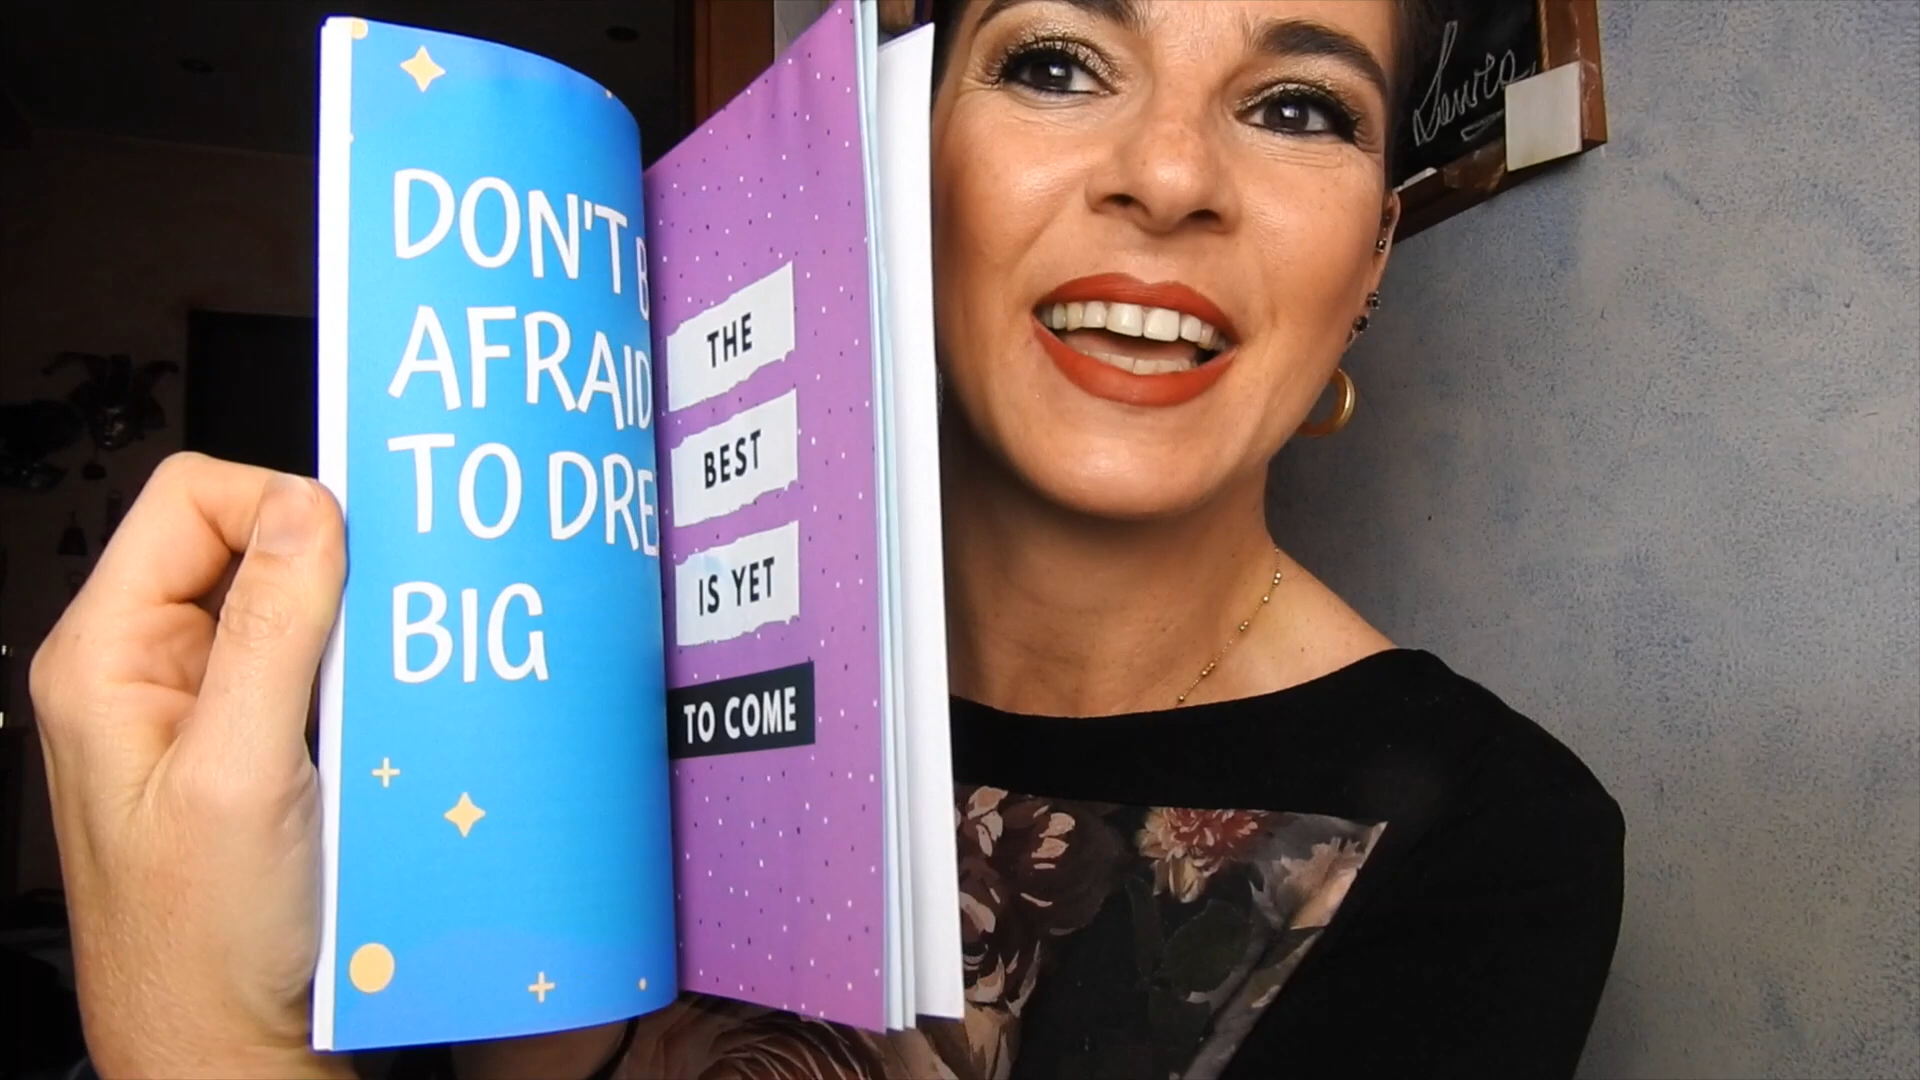 DON'T B
AFRAID
TO DRE
BIG
THE
BEST
IS YET
TO COME